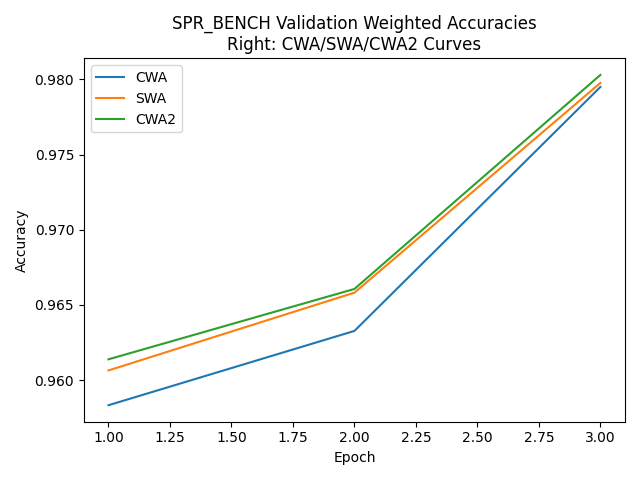 SPR_BENCH Validation Weighted Accuracies
Right: CWA/SWA/CWA2 Curves
CWA
SWA
CWA2
0.980
0.975
0.970
0.965
0.960
Accuracy
1.00 1.25 1.50 1.75 2.00 2.25 2.50 2.75 3.00
Epoch